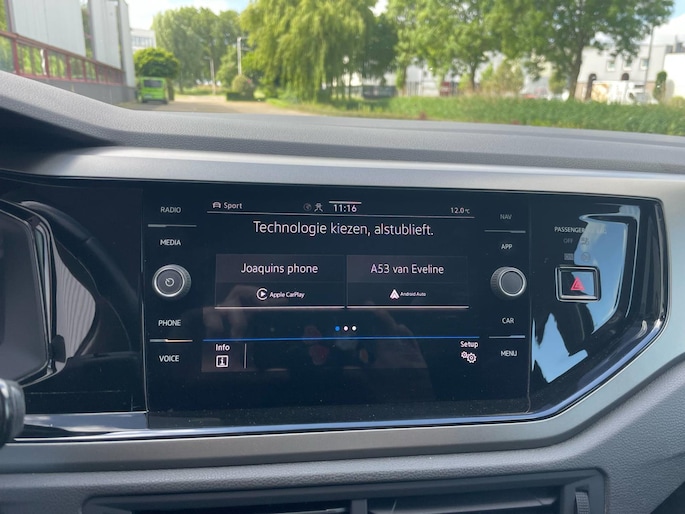 RADIO
MEDIA
PHONE
VOICE
Sport
11:16
12.0 °C
Technologie kiezen, alstublieft.
Joaquins phone
Apple CarPlay
A53 van Eveline
Android Auto
Info
Setup
NAV
APP
CAR
MENU
PASSENGER
OFF